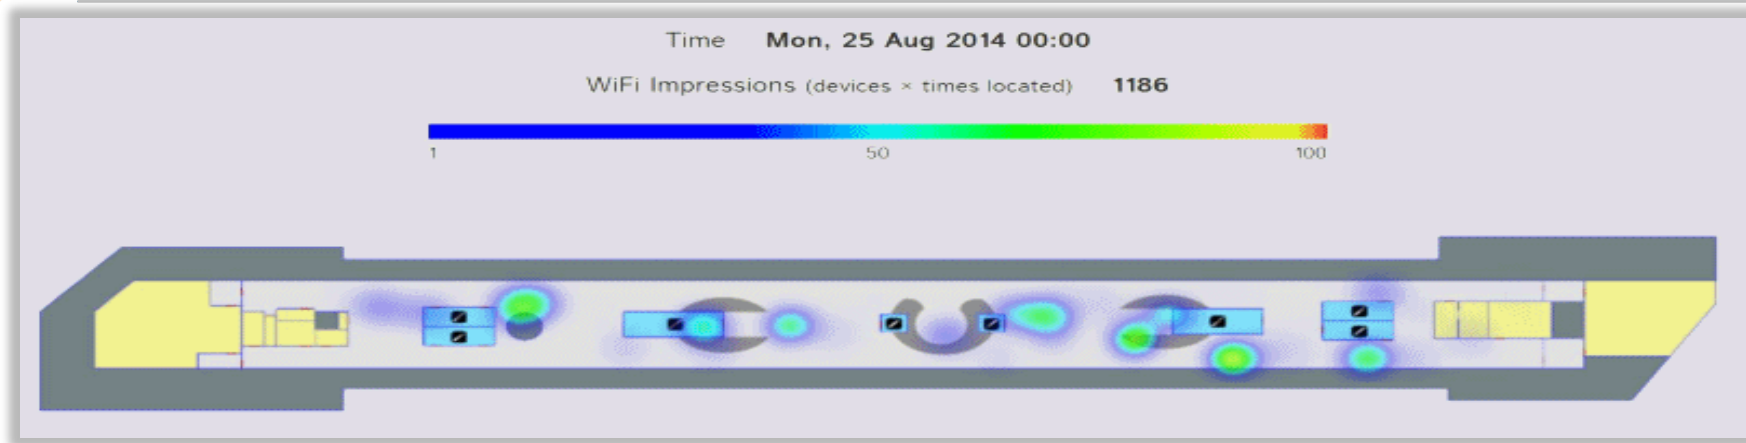 Time Mon, 25 Aug 2014 00:00
WiFi Impressions (devices × times located) 1186
1 50 100